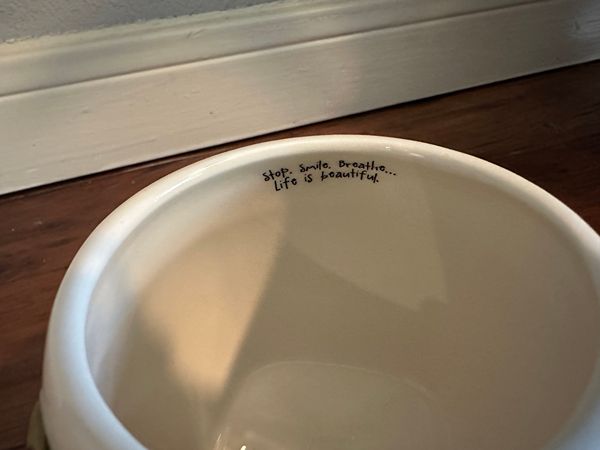 Stop. Smile. Breathe...
Life is beautiful.